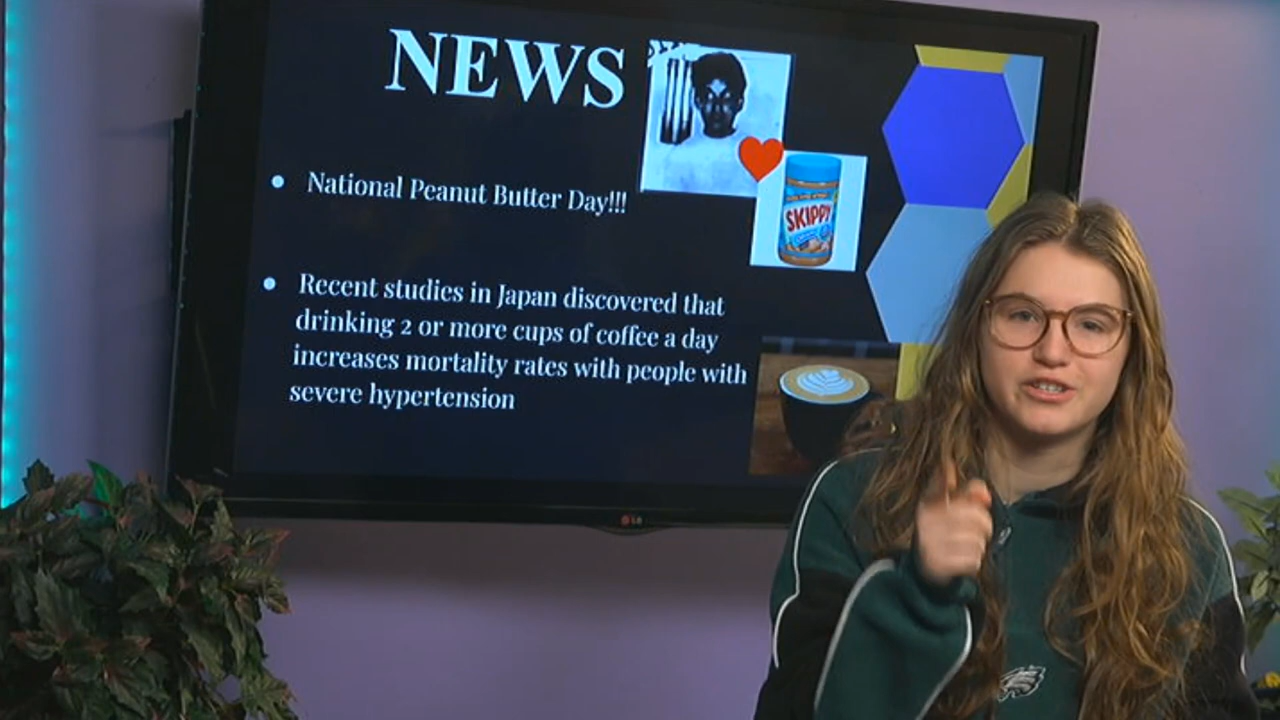 NEWS
• National Peanut Butter Day!!!
SKIPPY
• Recent studies in Japan discovered that
drinking 2 or more cups of coffee a day
increases mortality rates with people with
severe hypertension
LG